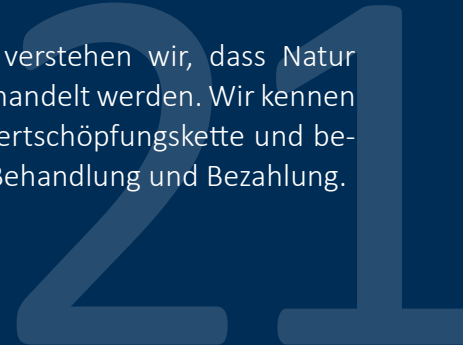 verstehen wir, dass Natur
handelt werden. Wir kennen
ertschöpfungskette und be-
Behandlung und Bezahlung.
21